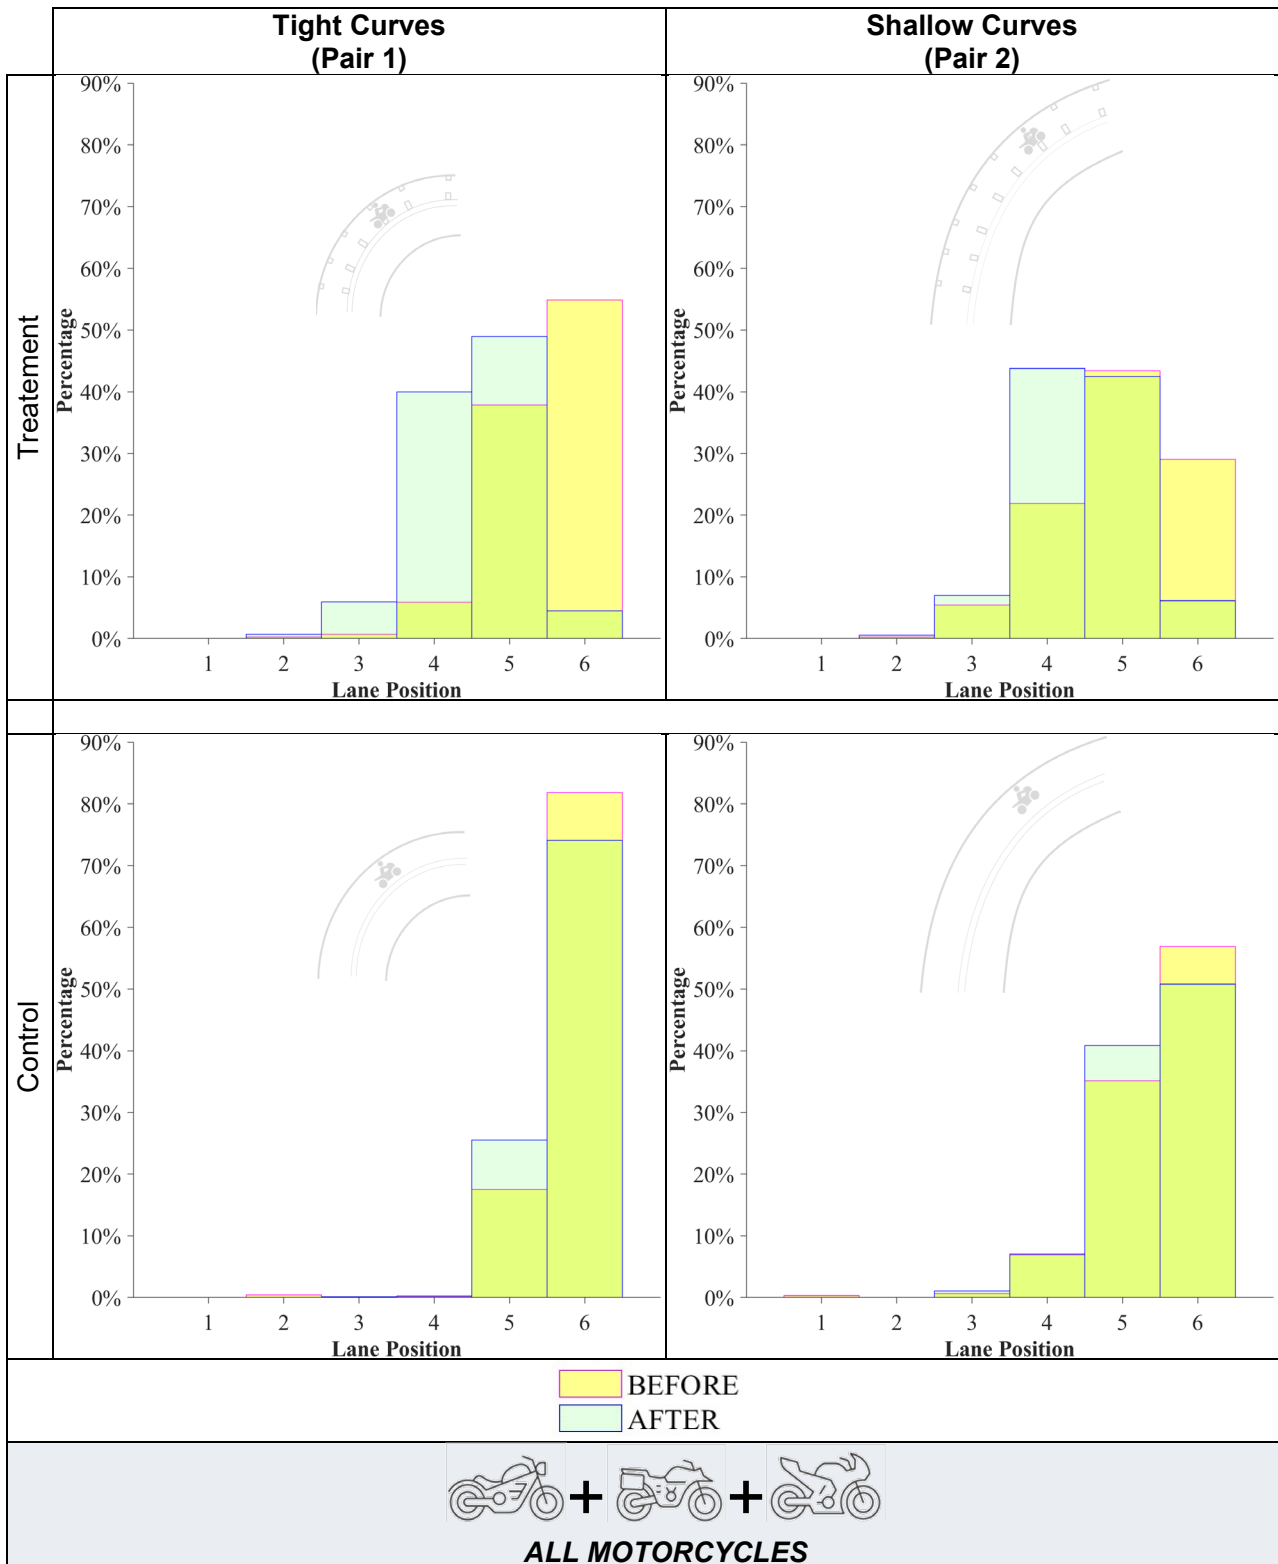 Tight Curves
(Pair 1)
Shallow Curves
(Pair 2)
Treatement
Percentage
90%
80%
70%
60%
50%
40%
30%
20%
10%
0%
1 2 3 4 5 6
Lane Position
Percentage
90%
80%
70%
60%
50%
40%
30%
20%
10%
0%
1 2 3 4 5 6
Lane Position
Control
Percentage
90%
80%
70%
60%
50%
40%
30%
20%
10%
0%
1 2 3 4 5 6
Lane Position
Percentage
90%
80%
70%
60%
50%
40%
30%
20%
10%
0%
1 2 3 4 5 6
Lane Position
BEFORE
AFTER
+ +
ALL MOTORCYCLES